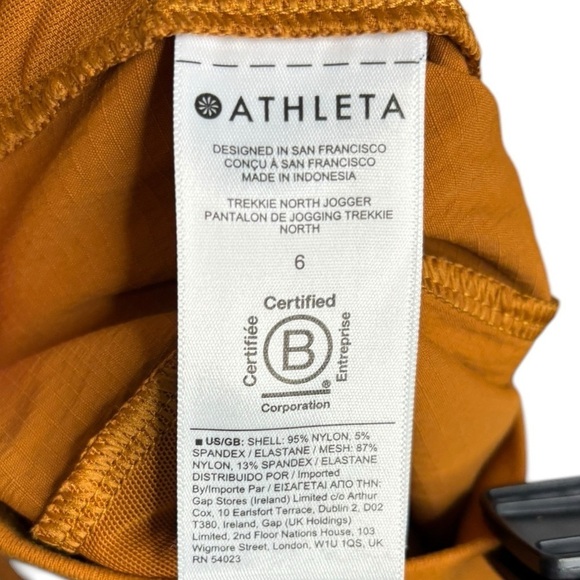 ATHLETA
DESIGNED IN SAN FRANCISCO
CONÇU À SAN FRANCISCO
MADE IN INDONESIA
TREKKIE NORTH JOGGER
PANTALON DE JOGGING TREKKIE
NORTH
6
Certified
Certifiée
B
Entreprise
®
Corporation
■ US/GB: SHELL: 95% NYLON, 5%
SPANDEX / ELASTANE / MESH: 87%
NYLON, 13% SPANDEX / ELASTANE
DISTRIBUIDO POR / Imported
By/Importe Par / ΕΙΣΑΓΕΤΑΙ ΑΠΟ ΤΗΝ /
Gap Stores (Ireland) Limited c/o Arthur
Cox, 10 Earlsfort Terrace, Dublin 2, D02
T380, Ireland, Gap (UK Holdings)
Limited, 2nd Floor Nations House, 103
Wigmore Street, London, W1U 1QS, UK
RN 54023